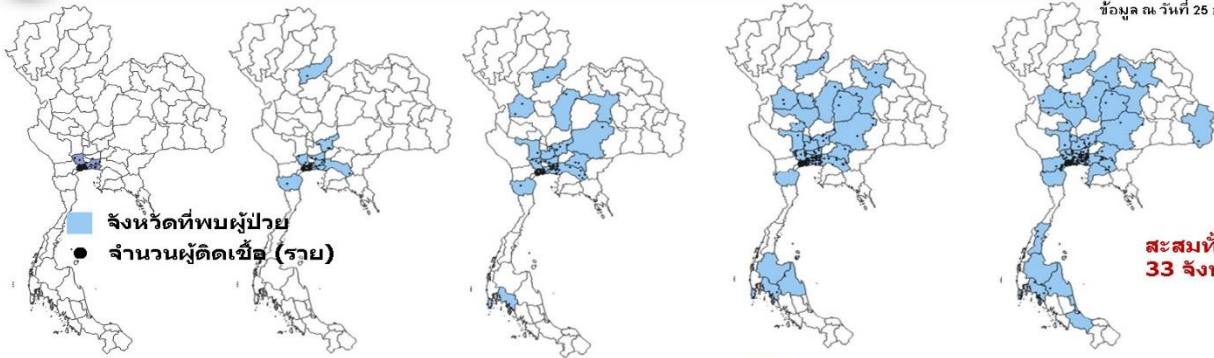 ข้อมูล ณ วันที่ 25
จังหวัดที่พบผู้ป่วย
จำนวนผู้ติดเชื้อ (ราย)
สะสมทั้
33 จังห